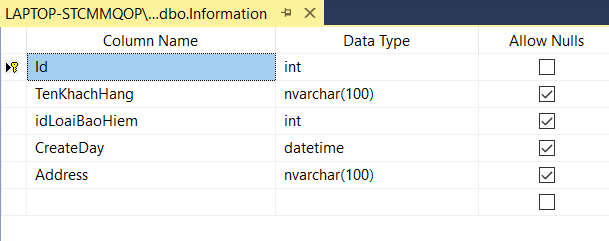 LAPTOP-STCMMQOP\...dbo.Information
Column Name Data Type Allow Nulls
Id int
TenKhachHang nvarchar(100)
idLoaiBaoHiem int
CreateDay datetime
Address nvarchar(100)